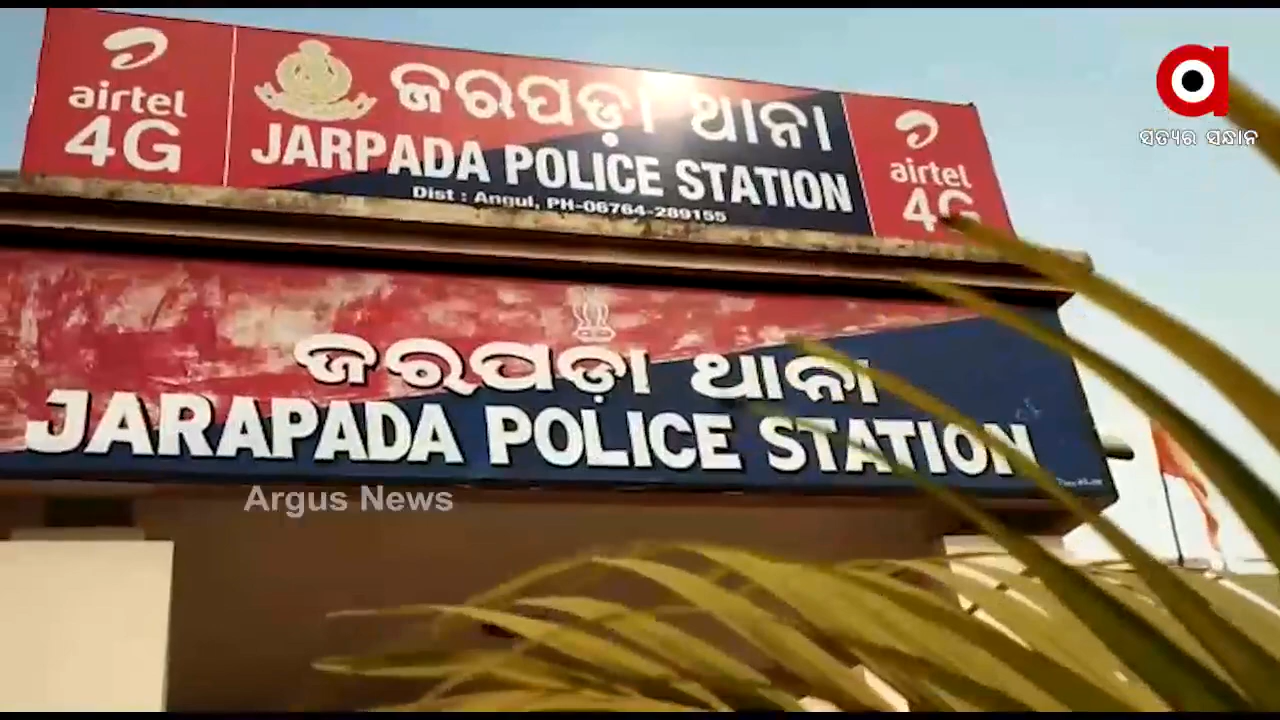 airtel
4G
ଜରପଡ଼ା ଥାନା
JARPADA POLICE STATION
Dist : Angul, PH-06764-289155
airtel
4G
ସତ୍ୟର ସନ୍ଧାନ
ଜରପଡ଼ା ଥାନା
JARAPADA POLICE STATION
Argus News